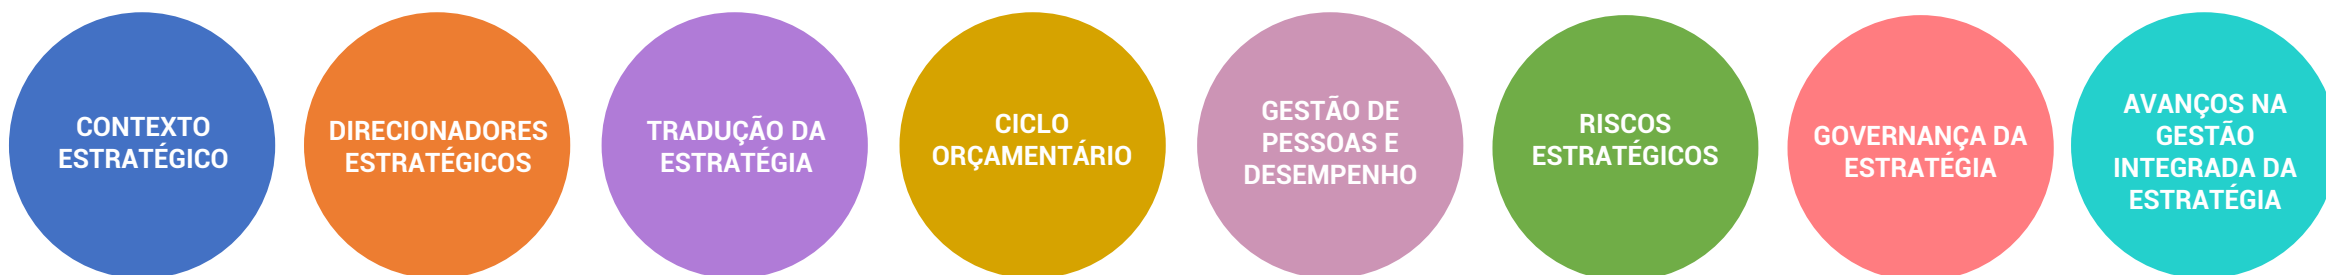 CONTEXTO
ESTRATÉGICO
DIRECIONADORES
ESTRATÉGICOS
TRADUÇÃO DA
ESTRATÉGIA
CICLO
ORÇAMENTÁRIO
GESTÃO DE
PESSOAS E
DESEMPENHO
RISCOS
ESTRATÉGICOS
GOVERNANÇA DA
ESTRATÉGIA
AVANÇOS NA
GESTÃO
INTEGRADA DA
ESTRATÉGIA